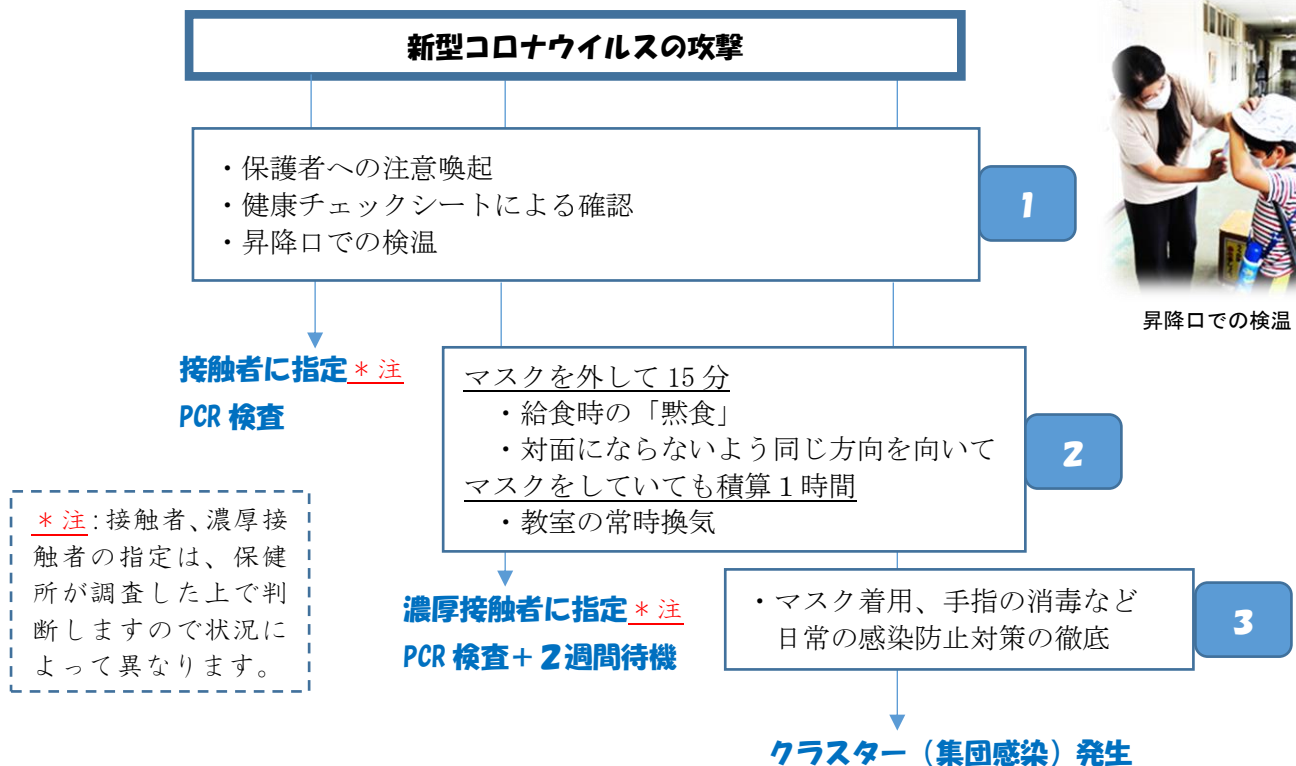 新型コロナウイルスの攻撃
・保護者への注意喚起
・健康チェックシートによる確認
・昇降口での検温
1
昇降口での検温
接触者に指定＊注
PCR 検査
マスクを外して 15 分
・給食時の「黙食」
・対面にならないよう同じ方向を向いて
マスクをしていても積算１時間
・教室の常時換気
2
＊注:接触者、濃厚接
触者の指定は、保健
所が調査した上で判
断しますので状況に
よって異なります。
濃厚接触者に指定＊注
PCR 検査＋２週間待機
・マスク着用、手指の消毒など
日常の感染防止対策の徹底
3
クラスター（集団感染）発生